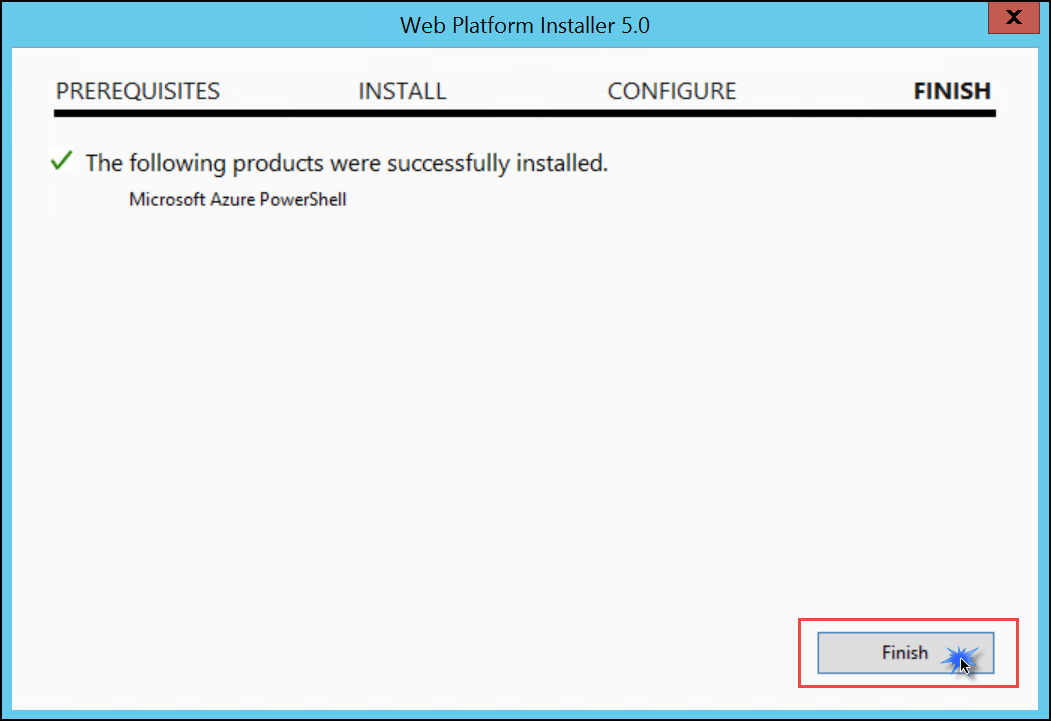 Web Platform Installer 5.0
X
PREREQUISITES INSTALL CONFIGURE FINISH
The following products were successfully installed.
Microsoft Azure PowerShell
Finish